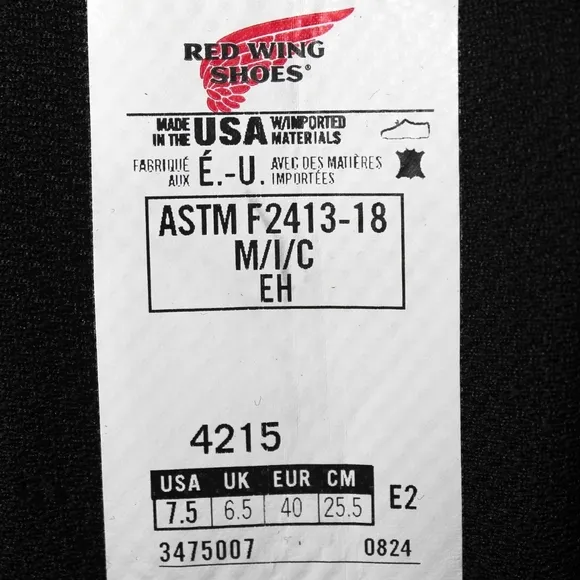 RED WING
SHOES®
MADE IN THE USA W/IMPORTED MATERIALS
FABRIQUÉ AUX É.-U. AVEC DES MATIÈRES IMPORTÉES
ASTM F2413-18
M/I/C
EH
4215
USA UK EUR CM
7.5 6.5 40 25.5 E2
3475007 0824